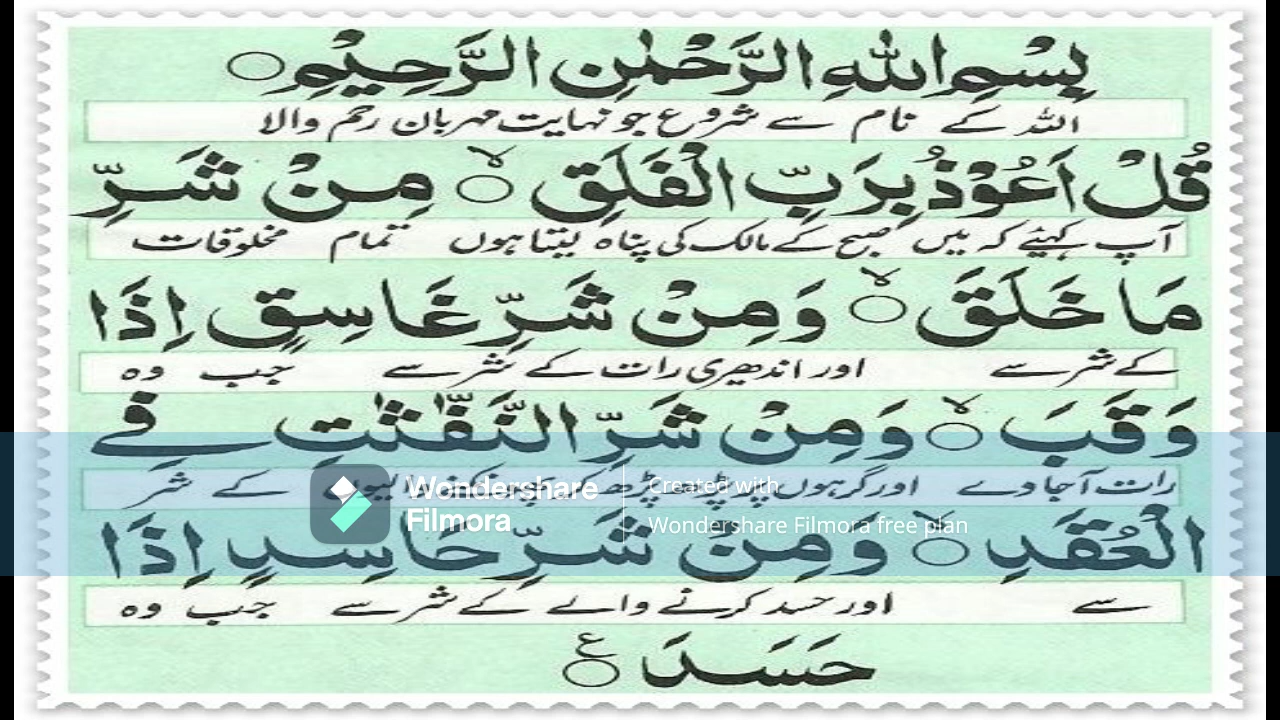 بِسْمِ اللّٰهِ الرَّحْمٰنِ الرَّحِيْمِ ○
اللہ کے نام سے شروع جو نہایت مہربان رحم والا
قُلْ اَعُوْذُ بِرَبِّ الْفَلَقِ ○ مِنْ شَرِّ
آپ کہئے کہ میں صبح کے مالک کی پناہ لیتا ہوں تمام مخلوقات
مَا خَلَقَ ○ وَمِنْ شَرِّ غَاسِقٍ اِذَا
کے شر سے اور اندھیری رات کے شر سے جب وہ
وَقَبَ ○ وَمِنْ شَرِّ النَّفّٰثٰتِ فِي
رات آجاوے اور گرہوں پر پڑھ کے شر
Wondershare Filmora
Created with
Wondershare Filmora free plan
الْعُقَدِ ○ وَمِنْ شَرِّ حَاسِدٍ اِذَا
سے اور حسد کرنے والے کے شر سے جب وہ
حَسَدَ ○ ع